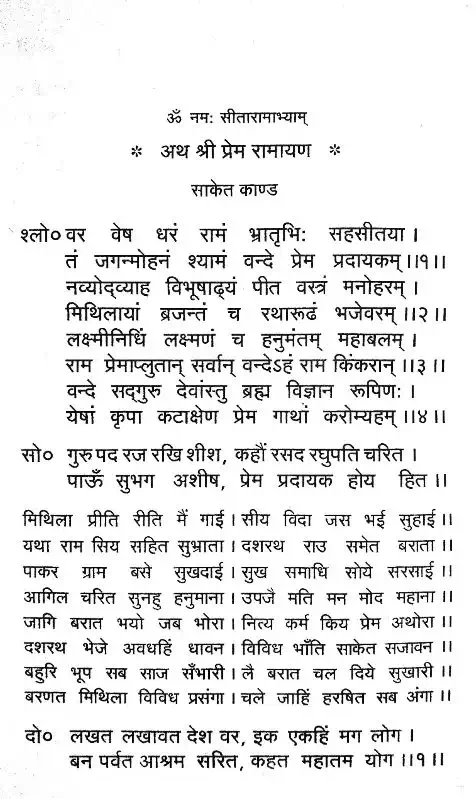 ॐ नमः सीतारामाभ्याम्
* अथ श्री प्रेम रामायण *
साकेत काण्ड
श्लो० वर वेष धरं रामं भ्रातृभिः सहसीतया ।
तं जगन्मोहनं श्यामं वन्दे प्रेम प्रदायकम् ।।१।।
नव्योद्व्याह विभूषाढ्यं पीत वस्त्रं मनोहरम् ।
मिथिलायां ब्रजन्तं च रथारूढं भजेवरम् ।।२।।
लक्ष्मीनिधिं लक्ष्मणं च हनुमंतम् महाबलम् ।
राम प्रेमाप्लुतान् सर्वान् वन्देऽहं राम किंकरान् ।।३।।
वन्दे सद्गुरु देवांस्तु ब्रह्म विज्ञान रूपिणः ।
येषां कृपा कटाक्षेण प्रेम गाथां करोम्यहम् ।।४।।
सो० गुरु पद रज रखि शीश, कहौं रसद रघुपति चरित ।
पाऊँ सुभग अशीष, प्रेम प्रदायक होय हित ।।
मिथिला प्रीति रीति मैं गाई । सीय विदा जस भई सुहाई ।।
यथा राम सिय सहित सुभ्राता । दशरथ राउ समेत बराता ।।
पाकर ग्राम बसे सुखदाई । सुख समाधि सोये सरसाई ।।
आगिल चरित सुनहु हनुमाना । उपजै मति मन मोद महाना ।।
जागि बरात भयो जब भोरा । नित्य कर्म किय प्रेम अथोरा ।।
दशरथ भेजे अवधहिं धावन । विविध भाँति साकेत सजावन ।।
बहुरि भूप सब साज सँभारी । लै बरात चल दिये सुखारी ।।
बरणत मिथिला विविध प्रसंगा । चले जाहिं हरषित सब अंगा ।।
दो० लखत लखावत देश वर, इक एकहिं मग लोग ।
बन पर्वत आश्रम सरित, कहत महातम योग ।।१।।